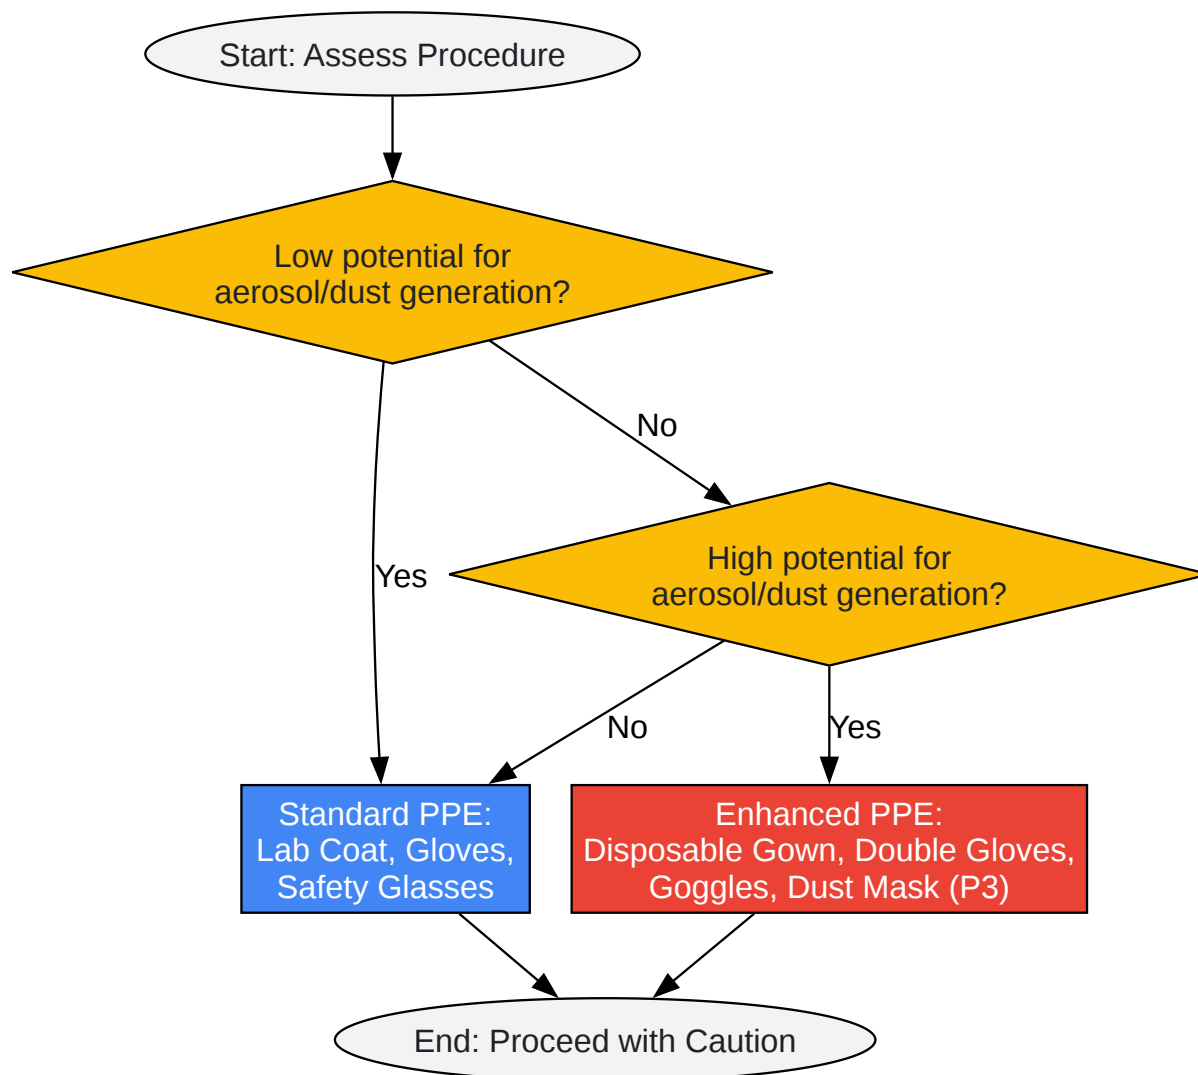 Start: Assess Procedure
Low potential for
aerosol/dust generation?
No
Yes
High potential for
aerosol/dust generation?
No
Yes
Standard PPE:
Lab Coat, Gloves,
Safety Glasses
Enhanced PPE:
Disposable Gown, Double Gloves,
Goggles, Dust Mask (P3)
End: Proceed with Caution